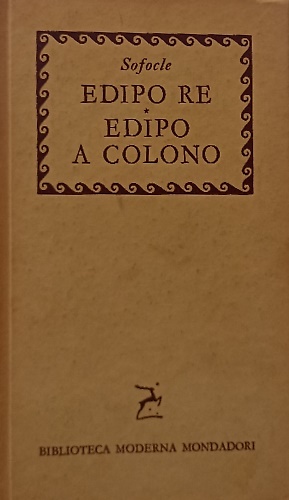 Sofocle
EDIPO RE
*
EDIPO
A COLONO
BIBLIOTECA MODERNA MONDADORI